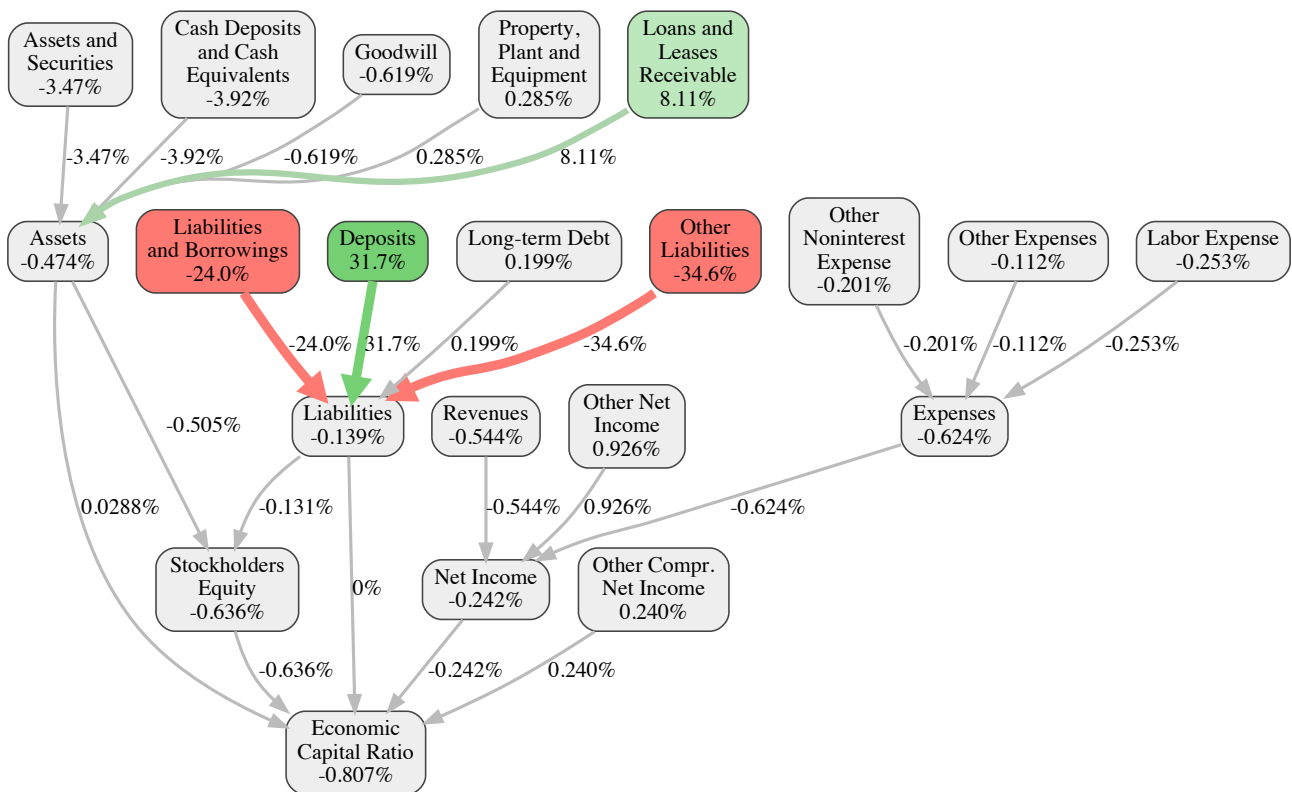 Assets and
Securities
-3.47%
Cash Deposits
and Cash
Equivalents
-3.92%
Goodwill
-0.619%
Property,
Plant and
Equipment
0.285%
Loans and
Leases
Receivable
8.11%
-3.47%
-3.92%
-0.619%
0.285%
8.11%
Assets
-0.474%
Liabilities
and Borrowings
-24.0%
Deposits
31.7%
Long-term Debt
0.199%
Other
Liabilities
-34.6%
Other
Noninterest
Expense
-0.201%
Other Expenses
-0.112%
Labor Expense
-0.253%
-24.0%
31.7%
0.199%
-34.6%
-0.201%
-0.112%
-0.253%
-0.505%
Liabilities
-0.139%
Revenues
-0.544%
Other Net
Income
0.926%
Expenses
-0.624%
0.0288%
-0.131%
-0.544%
0.926%
-0.624%
Stockholders
Equity
-0.636%
0%
Net Income
-0.242%
Other Compr.
Net Income
0.240%
-0.636%
-0.242%
0.240%
Economic
Capital Ratio
-0.807%